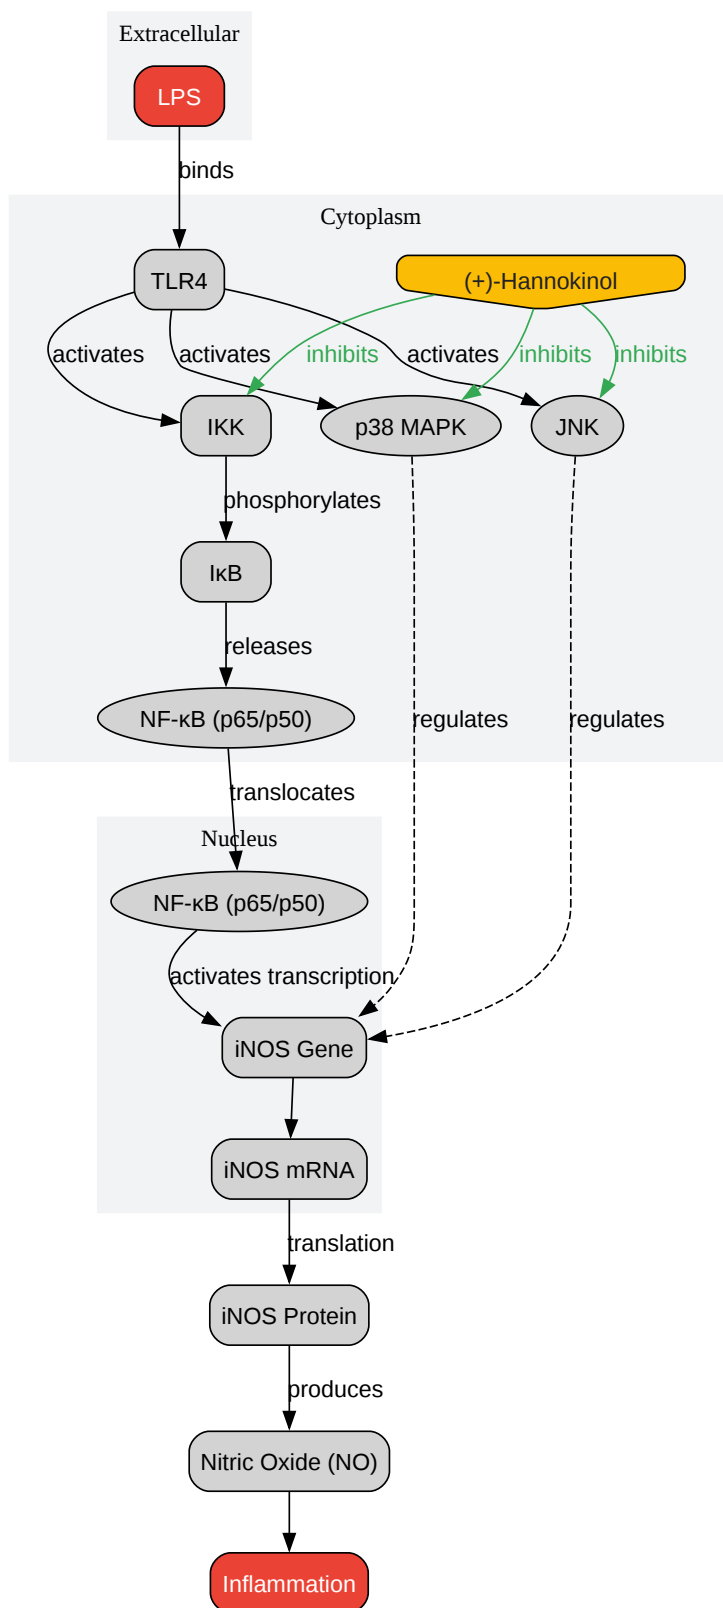 Extracellular
LPS
binds
Cytoplasm
TLR4
(+)-Hannokinol
activates
activates
inhibits
activates
inhibits
inhibits
IKK
p38 MAPK
JNK
phosphorylates
IκB
releases
NF-κB (p65/p50)
regulates
regulates
translocates
Nucleus
NF-κB (p65/p50)
activates transcription
iNOS Gene
iNOS mRNA
translation
iNOS Protein
produces
Nitric Oxide (NO)
Inflammation